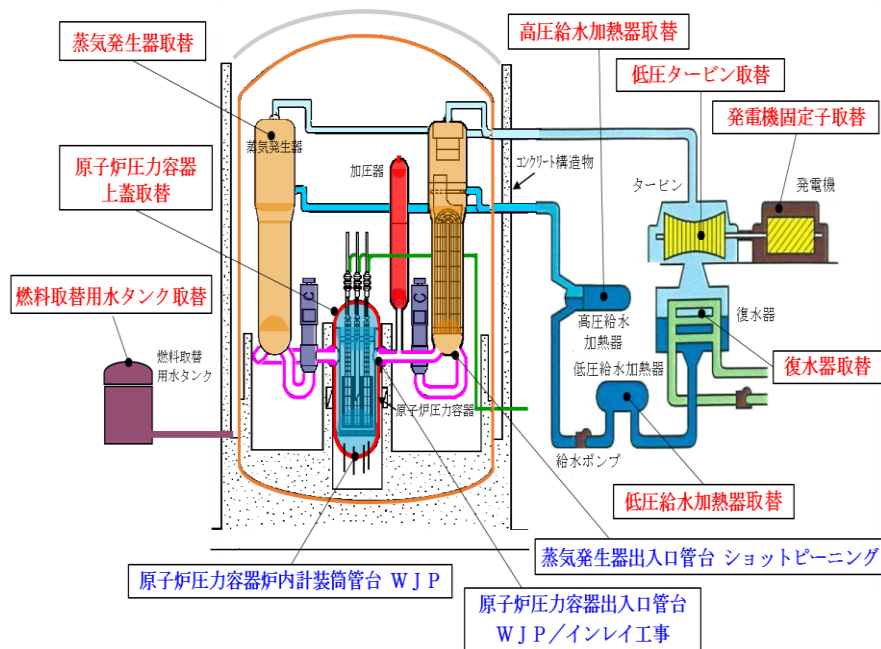 蒸気発生器取替
高圧給水加熱器取替
低圧タービン取替
発電機固定子取替
蒸気発生器
加圧器
コンクリート構造物
タービン
発電機
原子炉圧力容器
上蓋取替
燃料取替用水タンク取替
燃料取替
用水タンク
C
C
高圧給水
加熱器
復水器
復水器取替
低圧給水加熱器
原子炉圧力容器
給水ポンプ
低圧給水加熱器取替
蒸気発生器出入口管台 ショットピーニング
原子炉圧力容器炉内計装筒管台 ＷＪＰ
原子炉圧力容器出入口管台
ＷＪＰ／インレイ工事